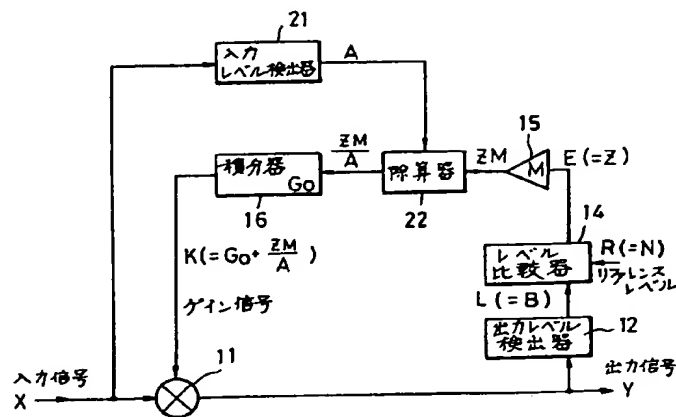 21
入力
レベル検出器
A
15
ZM
A
積分器
Go
16
除算器
22
ZM
M
E(=Z)
14
レベル
比較器
R(=N)
リファレンス
レベル
K(=Go+ZM/A)
L(=B)
ゲイン信号
出力レベル
検出器
12
11
入力信号
X
出力信号
Y